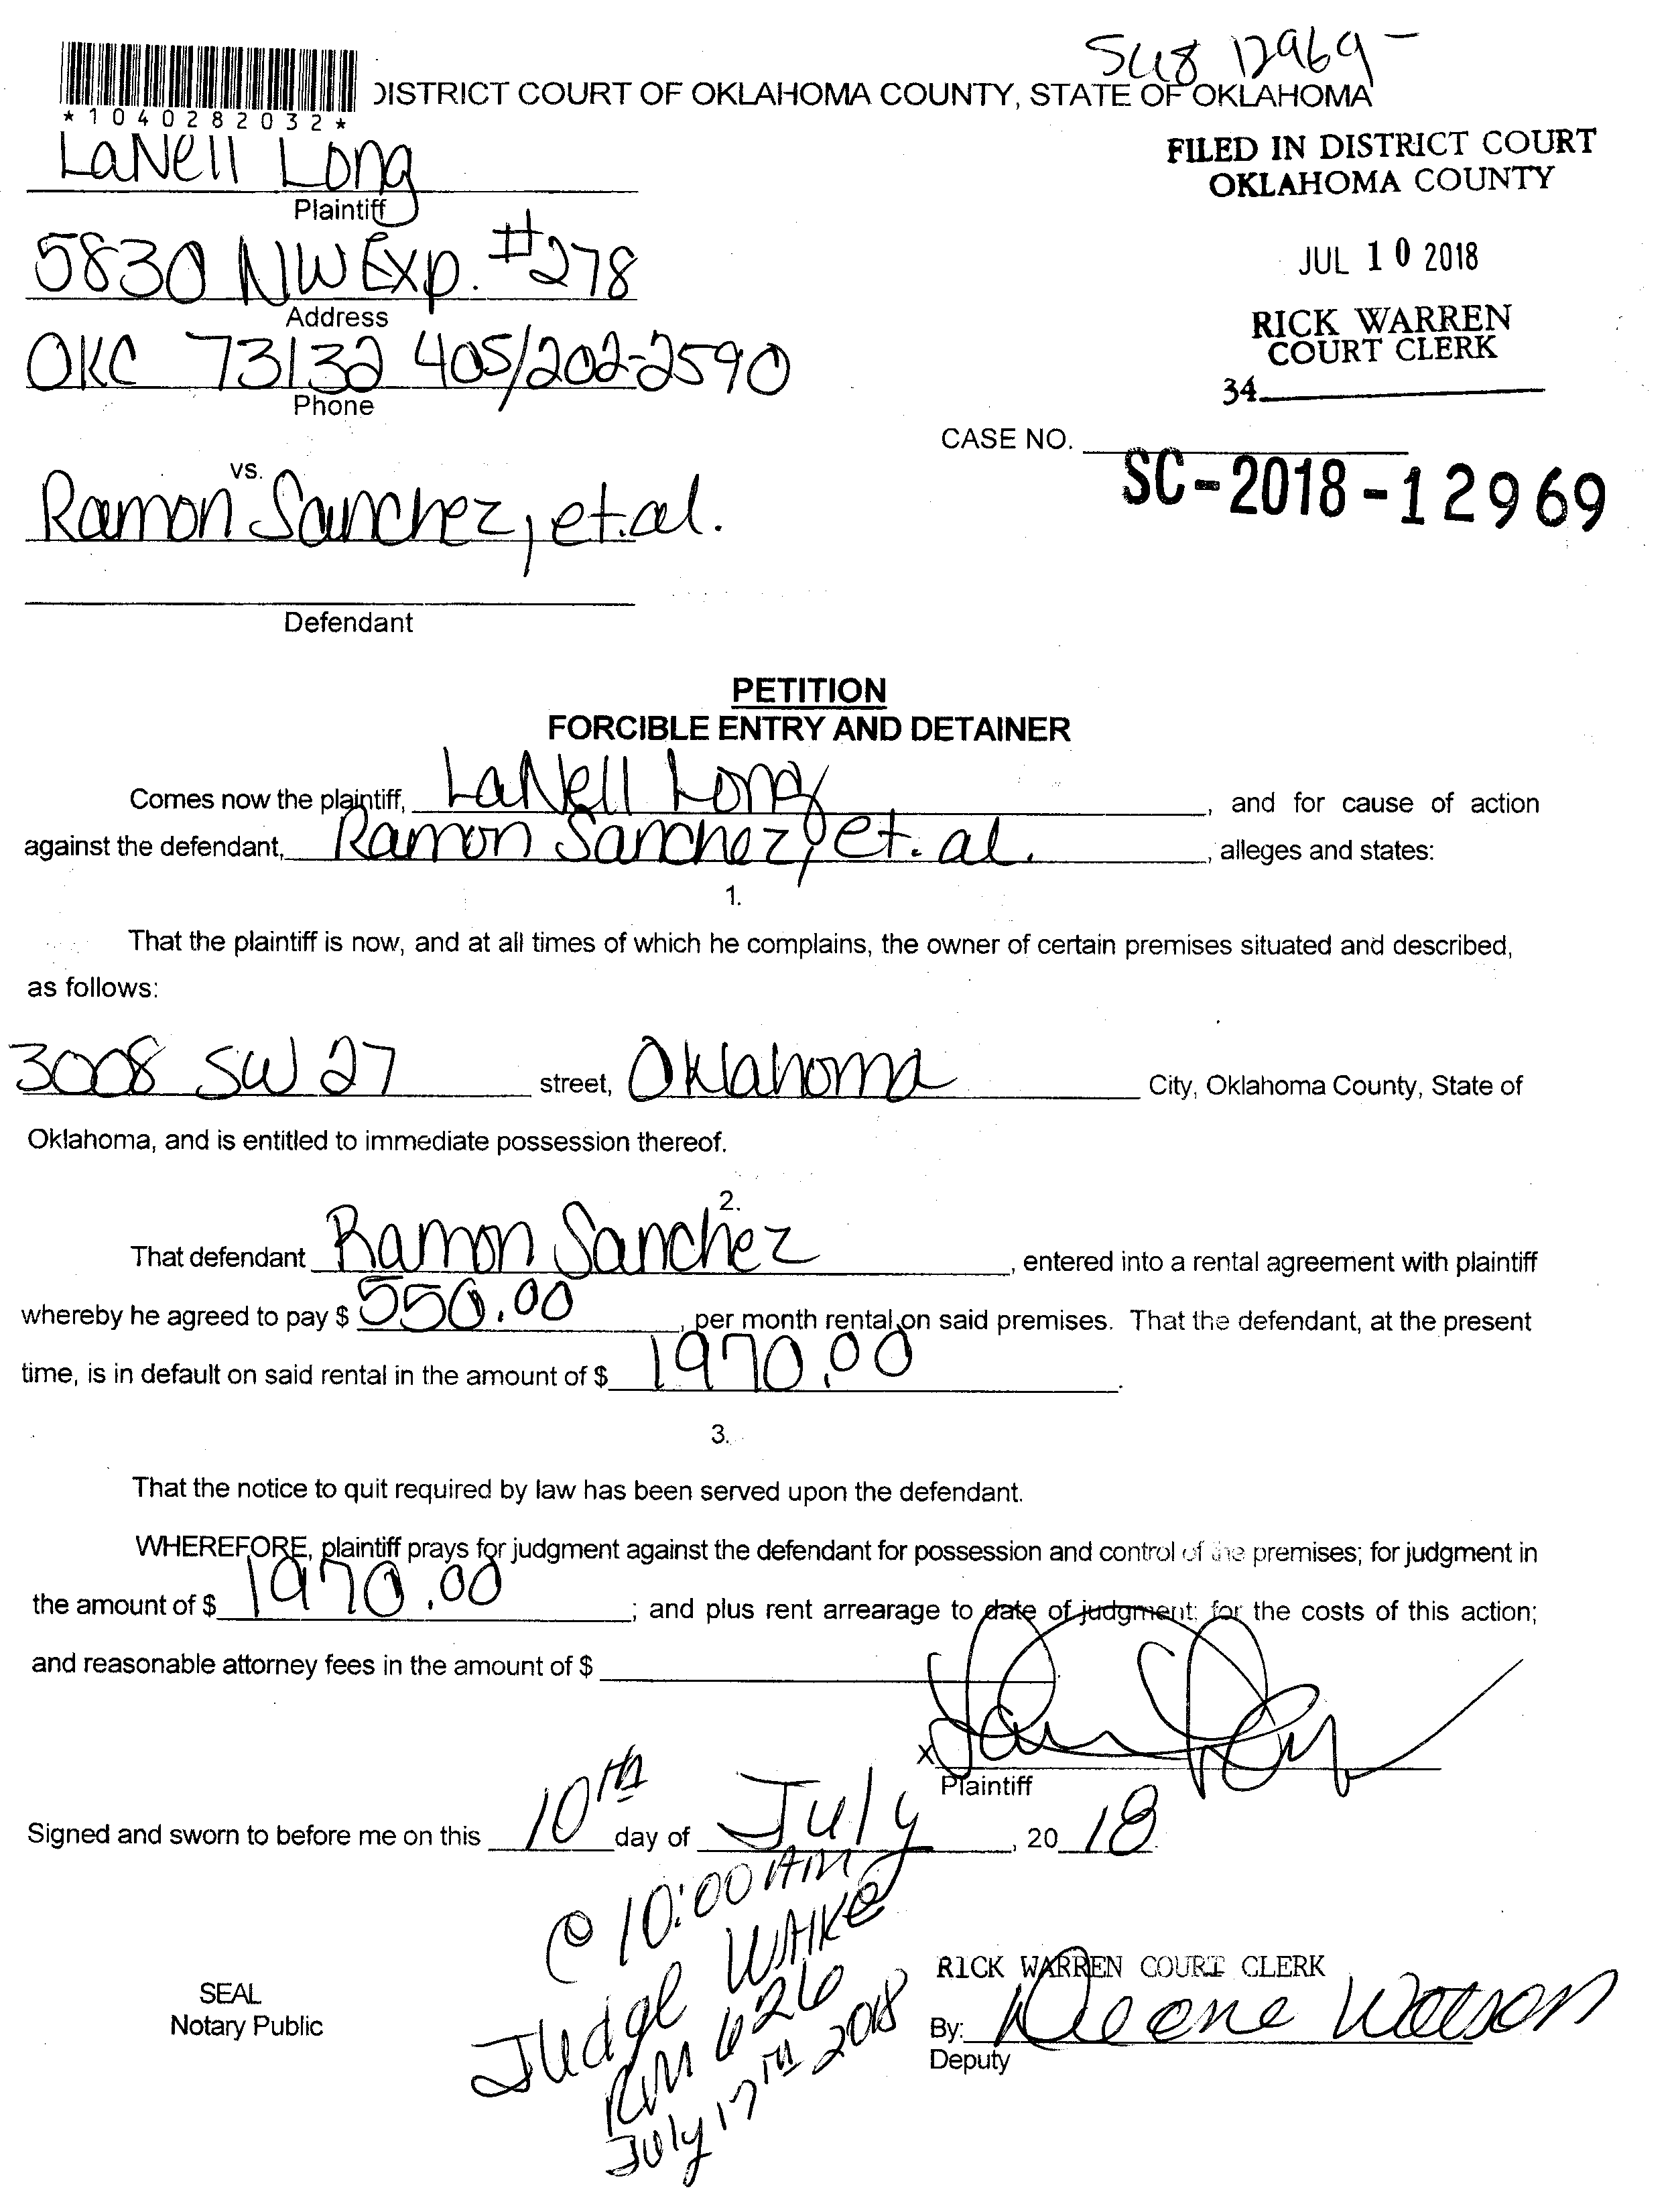 SC18 12969-
DISTRICT COURT OF OKLAHOMA COUNTY, STATE OF OKLAHOMA
*1040282032*
LaNell Long
Plaintiff
FILED IN DISTRICT COURT
OKLAHOMA COUNTY
5830 NW Exp. #278
Address
JUL 10 2018
OKC 73132 405/202-2590
Phone
RICK WARREN
COURT CLERK
34
CASE NO.
SC-2018-12969
vs.
Ramon Sanchez, et.al.
Defendant
PETITION
FORCIBLE ENTRY AND DETAINER
Comes now the plaintiff, LaNell Long, and for cause of action
against the defendant, Ramon Sanchez, et. al., alleges and states:
1.
That the plaintiff is now, and at all times of which he complains, the owner of certain premises situated and described,
as follows:
3008 SW 27 street, Oklahoma City, Oklahoma County, State of
Oklahoma, and is entitled to immediate possession thereof.
2.
That defendant Ramon Sanchez, entered into a rental agreement with plaintiff
whereby he agreed to pay $ 550.00, per month rental on said premises. That the defendant, at the present
time, is in default on said rental in the amount of $ 1970.00.
3.
That the notice to quit required by law has been served upon the defendant.
WHEREFORE, plaintiff prays for judgment against the defendant for possession and control of the premises; for judgment in
the amount of $ 1970.00; and plus rent arrearage to date of judgment; for the costs of this action;
and reasonable attorney fees in the amount of $
x
Plaintiff
Signed and sworn to before me on this 10th day of July, 20 18
@ 10:00 AM
Judge WAKE
RM 626
July 17TH 2018
SEAL
Notary Public
RICK WARREN COURT CLERK
By: Deone Watson
Deputy